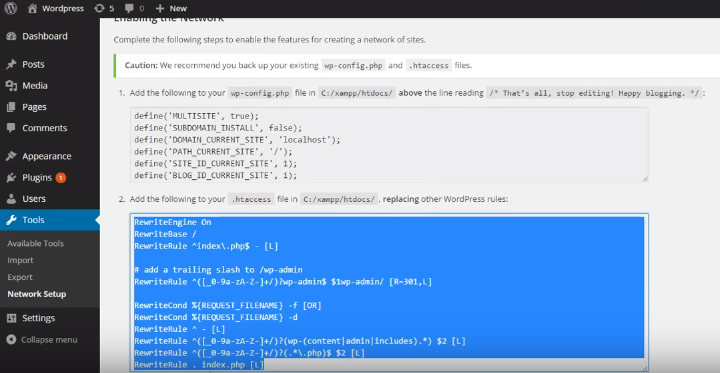 Wordpress 5 0 + New
Enabling the Network
Dashboard
Complete the following steps to enable the features for creating a network of sites.
Posts
Caution: We recommend you back up your existing wp-config.php and .htaccess files.
Media
Pages
1. Add the following to your wp-config.php file in C:/xampp/htdocs/ above the line reading /* That's all, stop editing! Happy blogging. */ :
Comments
define('MULTISITE', true);
define('SUBDOMAIN_INSTALL', false);
define('DOMAIN_CURRENT_SITE', 'localhost');
define('PATH_CURRENT_SITE', '/');
define('SITE_ID_CURRENT_SITE', 1);
define('BLOG_ID_CURRENT_SITE', 1);
Appearance
Plugins 1
Users
2. Add the following to your .htaccess file in C:/xampp/htdocs/ , replacing other WordPress rules:
Tools
Available Tools
Import
Export
Network Setup
Settings
Collapse menu
RewriteEngine On
RewriteBase /
RewriteRule ^index\.php$ - [L]
# add a trailing slash to /wp-admin
RewriteRule ^([_0-9a-zA-Z-]+/)?wp-admin$ $1wp-admin/ [R=301,L]
RewriteCond %{REQUEST_FILENAME} -f [OR]
RewriteCond %{REQUEST_FILENAME} -d
RewriteRule ^ - [L]
RewriteRule ^([_0-9a-zA-Z-]+/)?(wp-(content|admin|includes).*) $2 [L]
RewriteRule ^([_0-9a-zA-Z-]+/)?(.*\.php)$ $2 [L]
RewriteRule . index.php [L]